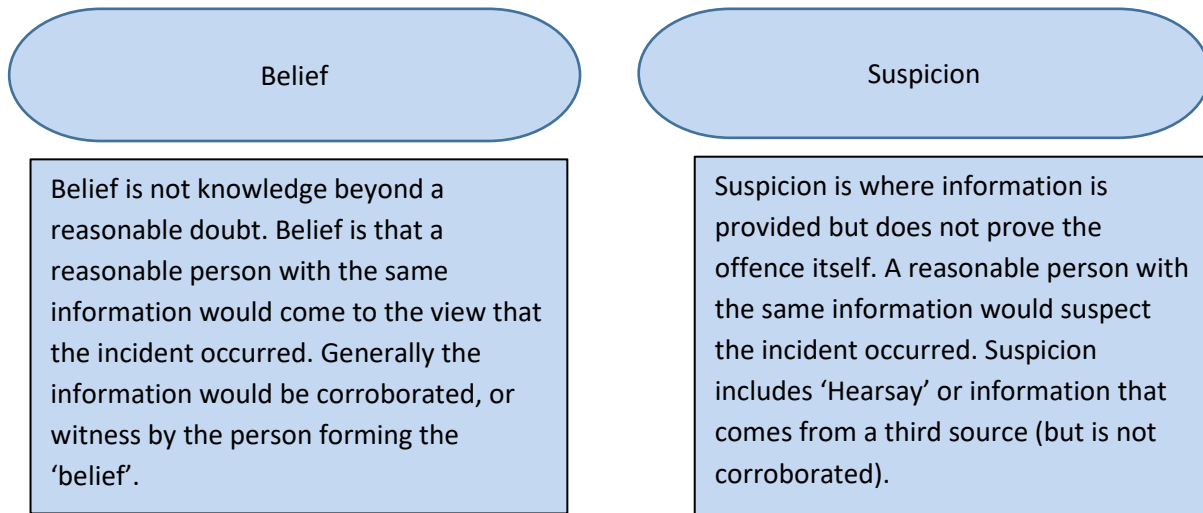 Belief
Belief is not knowledge beyond a
reasonable doubt. Belief is that a
reasonable person with the same
information would come to the view that
the incident occurred. Generally the
information would be corroborated, or
witness by the person forming the
‘belief’.
Suspicion
Suspicion is where information is
provided but does not prove the
offence itself. A reasonable person with
the same information would suspect
the incident occurred. Suspicion
includes ‘Hearsay’ or information that
comes from a third source (but is not
corroborated).